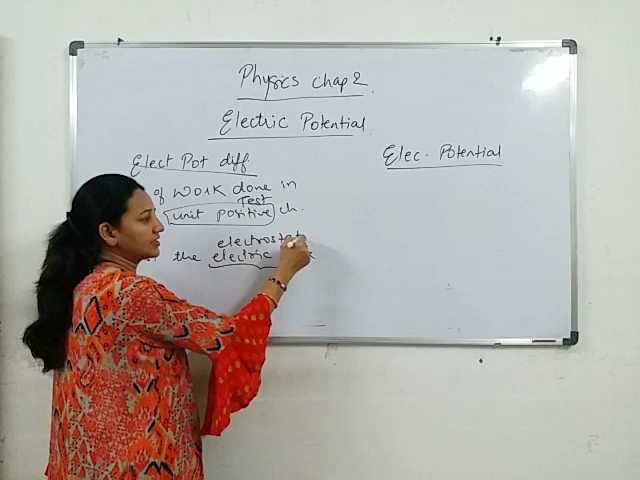 Physics Chap 2.
Electric Potential.
Elect Pot diff
Elec. Potential
of work done in
Test
unit positive ch.
electrostat
the electric